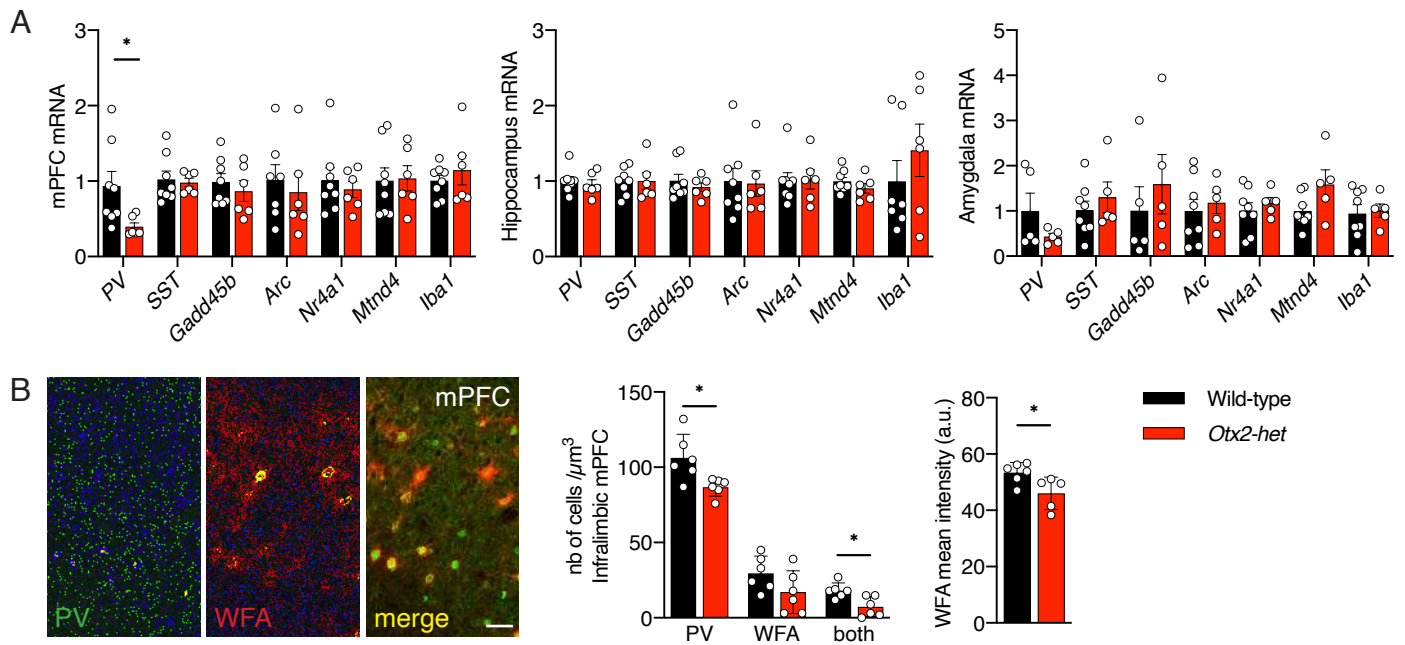 A
mPFC mRNA
3
2
1
0
*
PV
SST
Gadd45b
Arc
Nr4a1
Mtnd4
Iba1
Hippocampus mRNA
3
2
1
0
PV
SST
Gadd45b
Arc
Nr4a1
Mtnd4
Iba1
Amygdala mRNA
5
4
3
2
1
0
PV
SST
Gadd45b
Arc
Nr4a1
Mtnd4
Iba1
B
PV
WFA
mPFC
merge
nb of cells /µm³
Infralimbic mPFC
150
100
50
0
*
*
PV
WFA
both
WFA mean intensity (a.u.)
80
60
40
20
0
*
Wild-type
Otx2-het